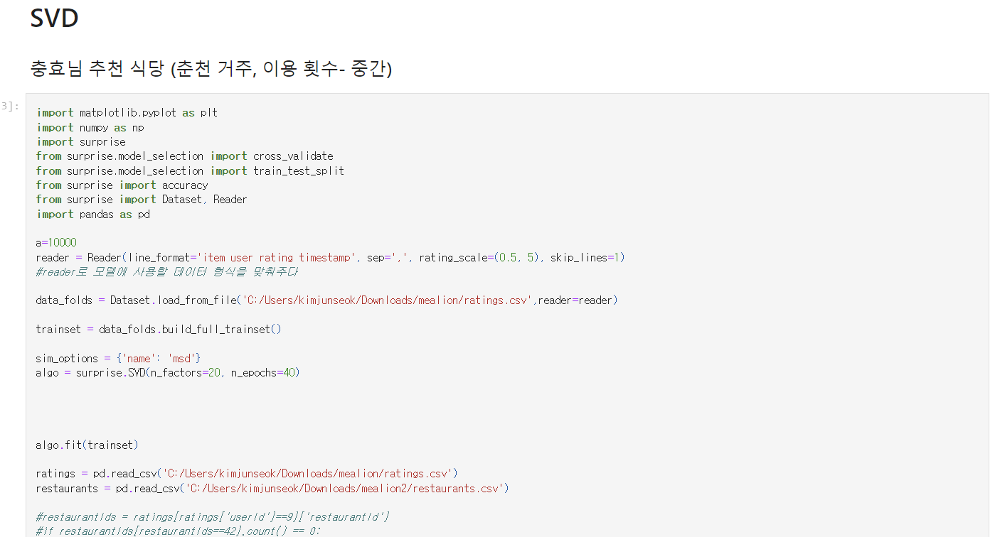 SVD
충효님 추천 식당 (춘천 거주, 이용 횟수- 중간)
3]:
import matplotlib.pyplot as plt
import numpy as np
import surprise
from surprise.model_selection import cross_validate
from surprise.model_selection import train_test_split
from surprise import accuracy
from surprise import Dataset, Reader
import pandas as pd
a=10000
reader = Reader(line_format='item user rating timestamp', sep=',', rating_scale=(0.5, 5), skip_lines=1)
#reader로 모델에 사용할 데이터 형식을 맞춰주다
data_folds = Dataset.load_from_file('C:/Users/kimjunseok/Downloads/mealion/ratings.csv',reader=reader)
trainset = data_folds.build_full_trainset()
sim_options = {'name': 'msd'}
algo = surprise.SVD(n_factors=20, n_epochs=40)
algo.fit(trainset)
ratings = pd.read_csv('C:/Users/kimjunseok/Downloads/mealion/ratings.csv')
restaurants = pd.read_csv('C:/Users/kimjunseok/Downloads/mealion2/restaurants.csv')
#restaurantIds = ratings[ratings['userId']==9]['restaurantId']
#if restaurantIds[restaurantIds==42].count() == 0: